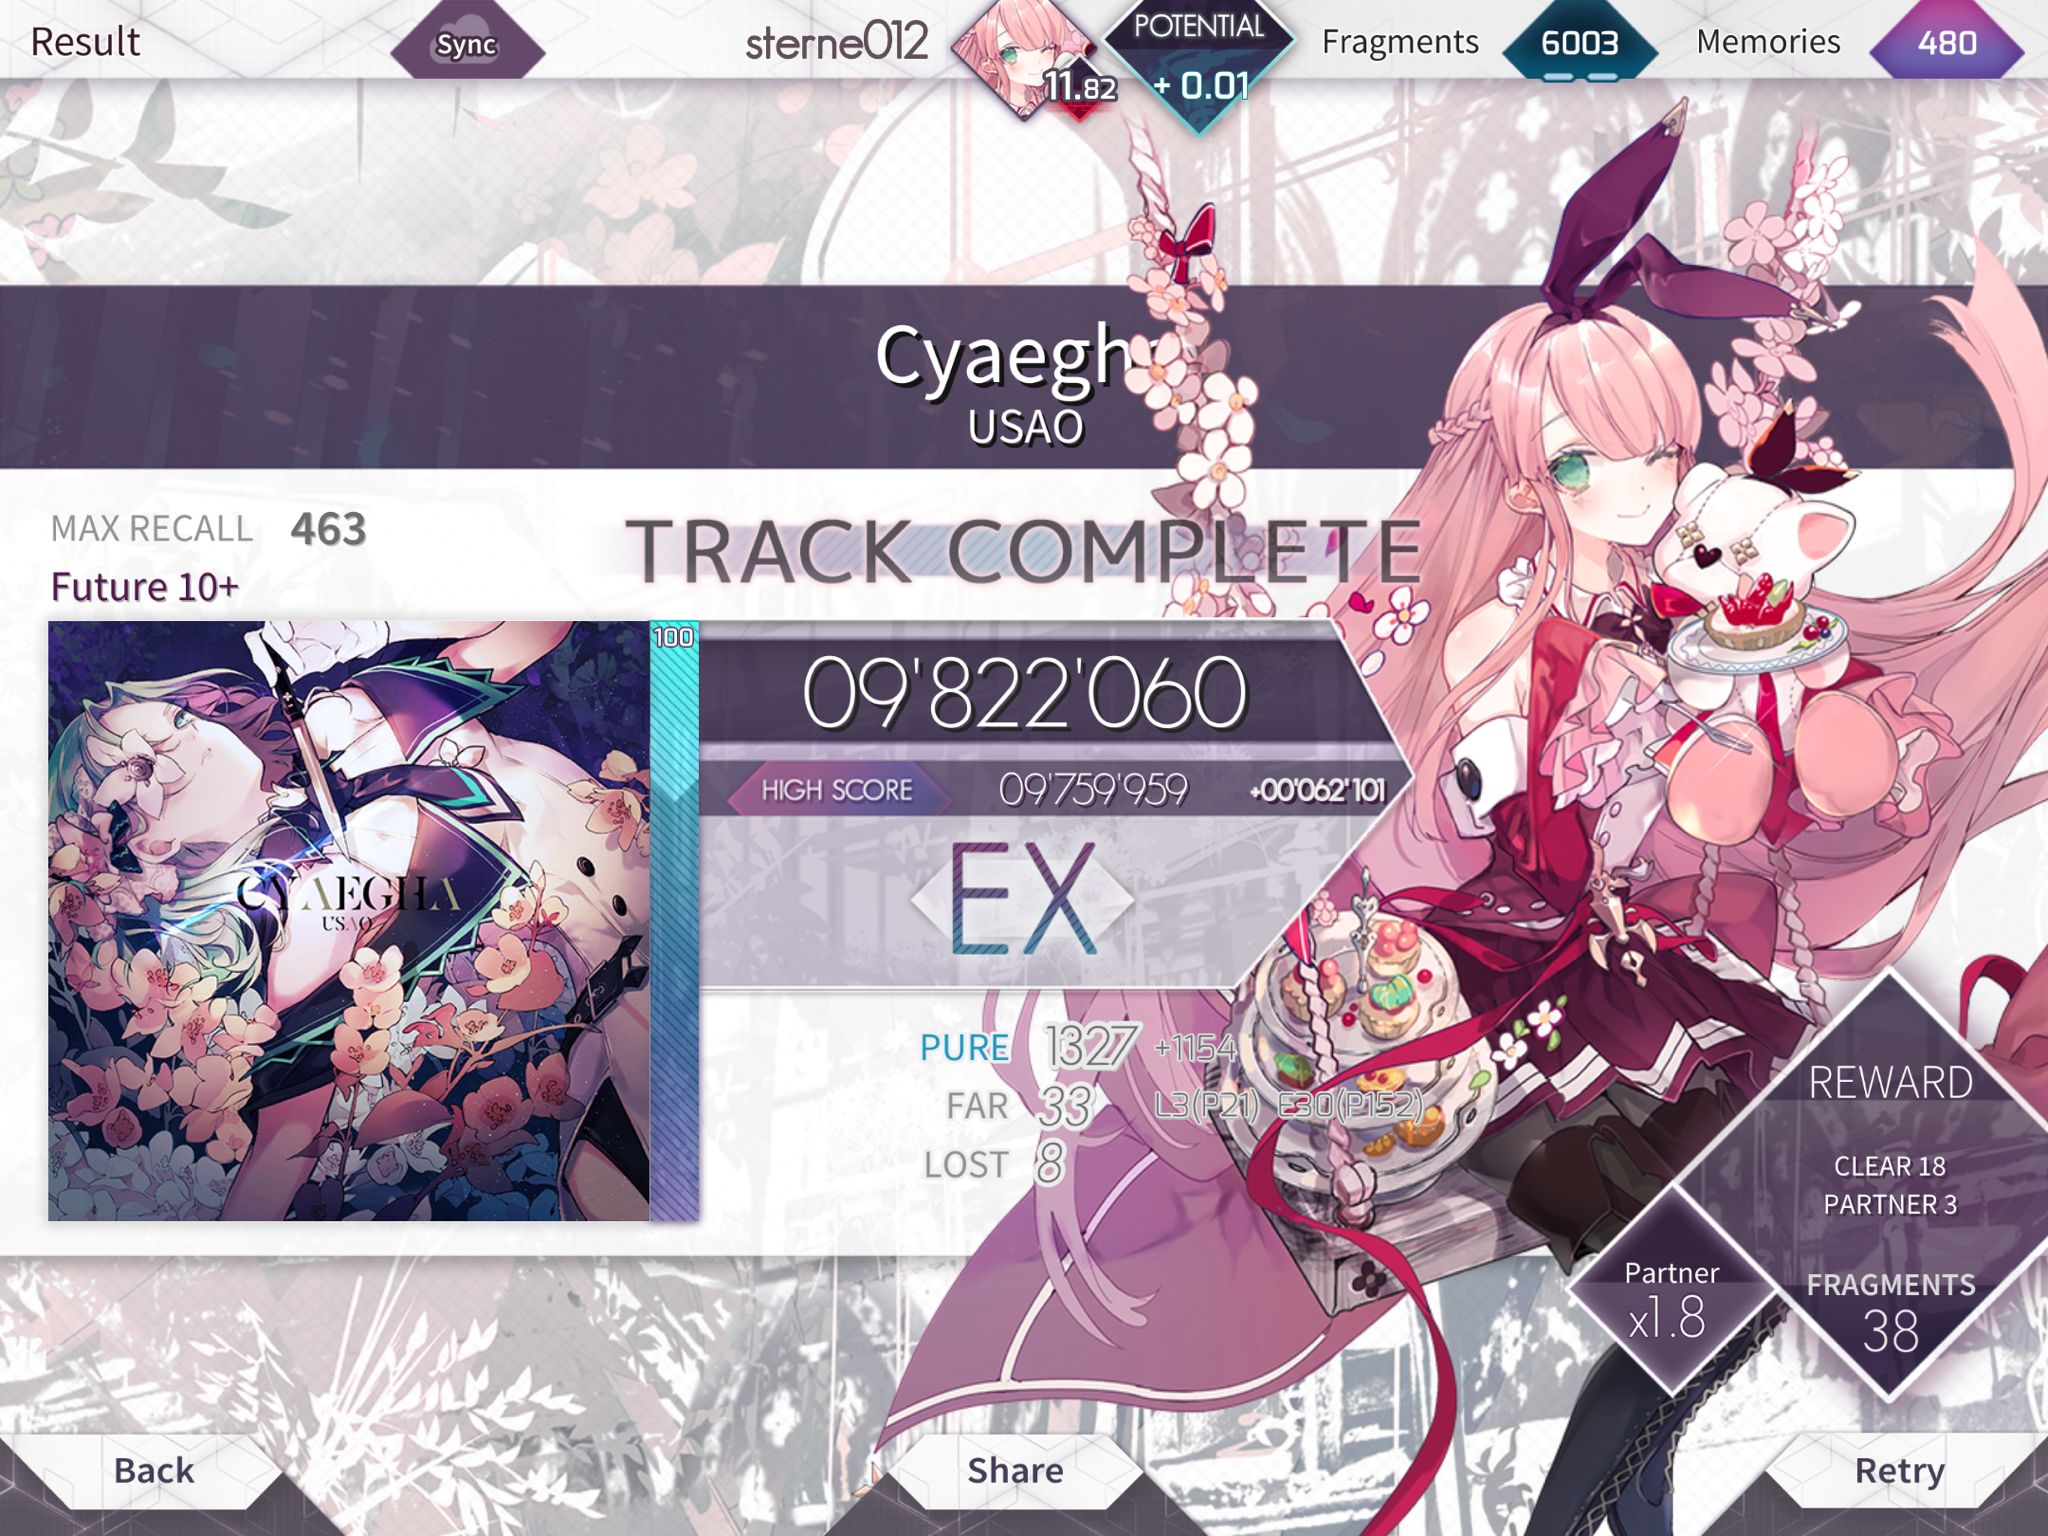 Result
Sync
sterne012
11.82
POTENTIAL
+ 0.01
Fragments
6003
Memories
480
Cyaegh
USAO
MAX RECALL 463
Future 10+
TRACK COMPLETE
100
09'822'060
HIGH SCORE 09'759'959 +00'062'101
EX
CYAEGHA
USAO
PURE 1327 +1154
FAR 33 L3(P21) E30(P152)
LOST 8
REWARD
CLEAR 18
PARTNER 3
Partner
x1.8
FRAGMENTS
38
Back
Share
Retry